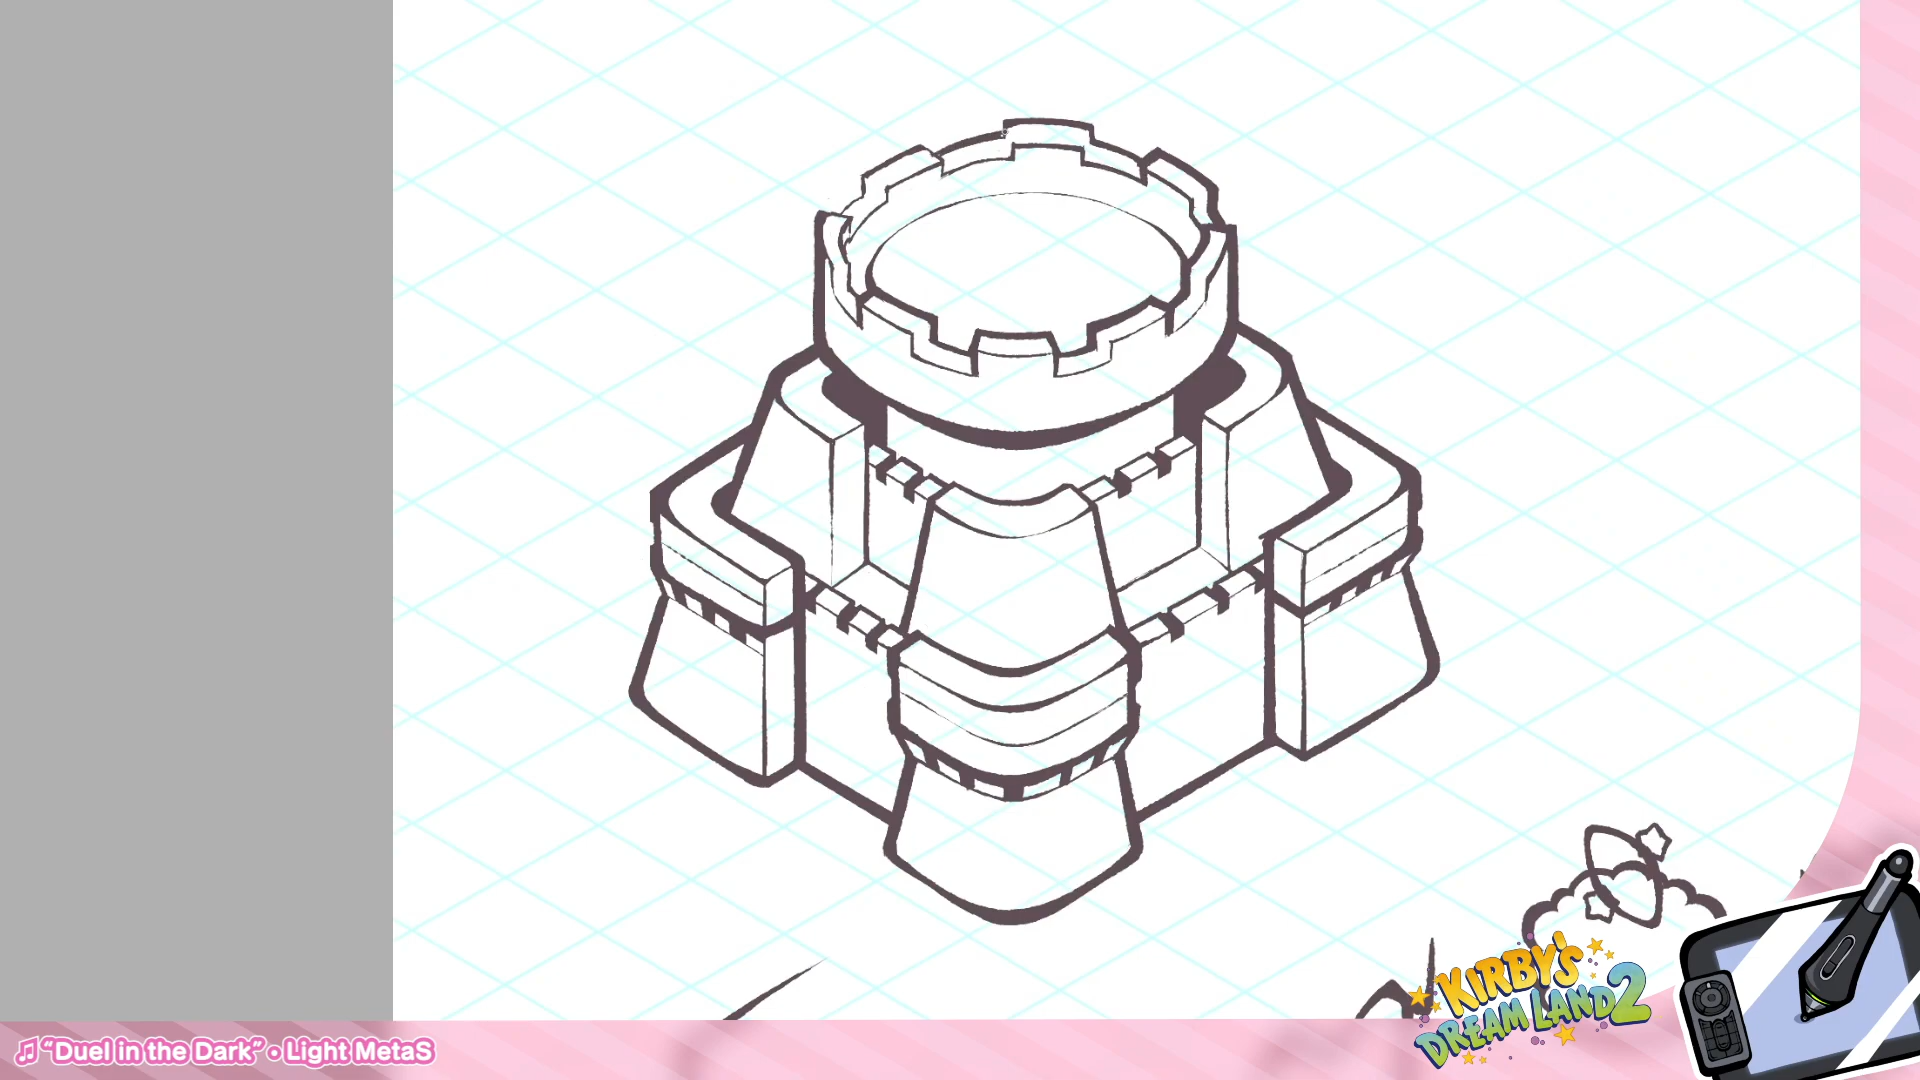 KIRBY'S
DREAM LAND 2
♫ “Duel in the Dark” • Light MetaS